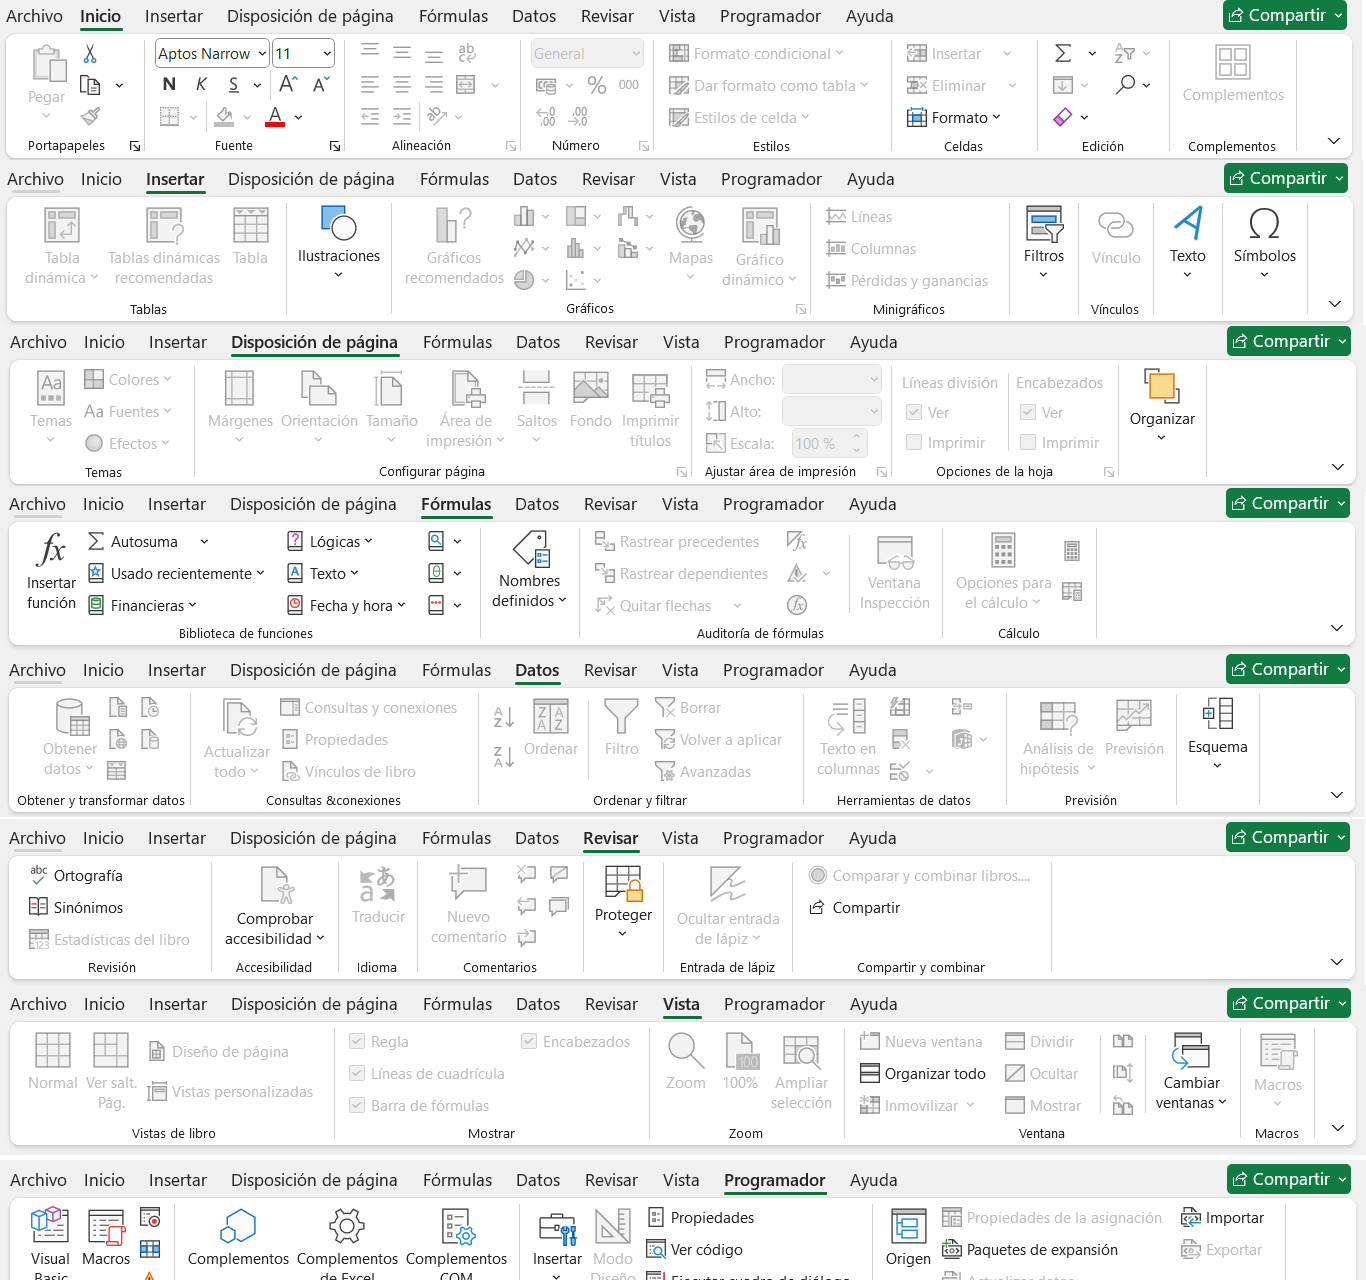 Archivo Inicio Insertar Disposición de página Fórmulas Datos Revisar Vista Programador Ayuda Compartir
Aptos Narrow 11 ab General Formato condicional Insertar
Pegar N K S A A % 000 Dar formato como tabla Eliminar Complementos
A Estilos de celda Formato
Portapapeles Fuente Alineación Número Estilos Celdas Edición Complementos
Archivo Inicio Insertar Disposición de página Fórmulas Datos Revisar Vista Programador Ayuda Compartir
Líneas
Tabla Tablas dinámicas Tabla Ilustraciones Gráficos Mapas Gráfico Columnas Filtros Vínculo Texto Símbolos
dinámica recomendadas recomendados dinámico Pérdidas y ganancias
Tablas Gráficos Minigráficos Vínculos
Archivo Inicio Insertar Disposición de página Fórmulas Datos Revisar Vista Programador Ayuda Compartir
Colores Ancho: Líneas división Encabezados
Temas Aa Fuentes Márgenes Orientación Tamaño Área de Saltos Fondo Imprimir Alto: Ver Ver Organizar
Efectos impresión títulos Escala: 100 % Imprimir Imprimir
Temas Configurar página Ajustar área de impresión Opciones de la hoja
Archivo Inicio Insertar Disposición de página Fórmulas Datos Revisar Vista Programador Ayuda Compartir
fx Autosuma Lógicas Rastrear precedentes
Insertar Usado recientemente Texto Nombres Rastrear dependientes Ventana Opciones para
función Financieras Fecha y hora definidos Quitar flechas Inspección el cálculo
Biblioteca de funciones Auditoría de fórmulas Cálculo
Archivo Inicio Insertar Disposición de página Fórmulas Datos Revisar Vista Programador Ayuda Compartir
Consultas y conexiones Borrar
Obtener Actualizar Propiedades Ordenar Filtro Volver a aplicar Texto en Análisis de Previsión Esquema
datos todo Vínculos de libro Avanzadas columnas hipótesis
Obtener y transformar datos Consultas &conexiones Ordenar y filtrar Herramientas de datos Previsión
Archivo Inicio Insertar Disposición de página Fórmulas Datos Revisar Vista Programador Ayuda Compartir
Ortografía Comparar y combinar libros....
Sinónimos Comprobar Traducir Nuevo Proteger Ocultar entrada Compartir
Estadísticas del libro accesibilidad comentario de lápiz
Revisión Accesibilidad Idioma Comentarios Entrada de lápiz Compartir y combinar
Archivo Inicio Insertar Disposición de página Fórmulas Datos Revisar Vista Programador Ayuda Compartir
Diseño de página Regla Encabezados Nueva ventana Dividir
Normal Ver salt. Líneas de cuadrícula Zoom 100% Ampliar Organizar todo Ocultar Cambiar Macros
Pág. Vistas personalizadas Barra de fórmulas selección Inmovilizar Mostrar ventanas
Vistas de libro Mostrar Zoom Ventana Macros
Archivo Inicio Insertar Disposición de página Fórmulas Datos Revisar Vista Programador Ayuda Compartir
Propiedades Propiedades de la asignación Importar
Visual Macros Complementos Complementos Complementos Insertar Modo Ver código Origen Paquetes de expansión Exportar
Basic de Excel COM Diseño Ejecutar cuadro de diálogo Actualizar datos